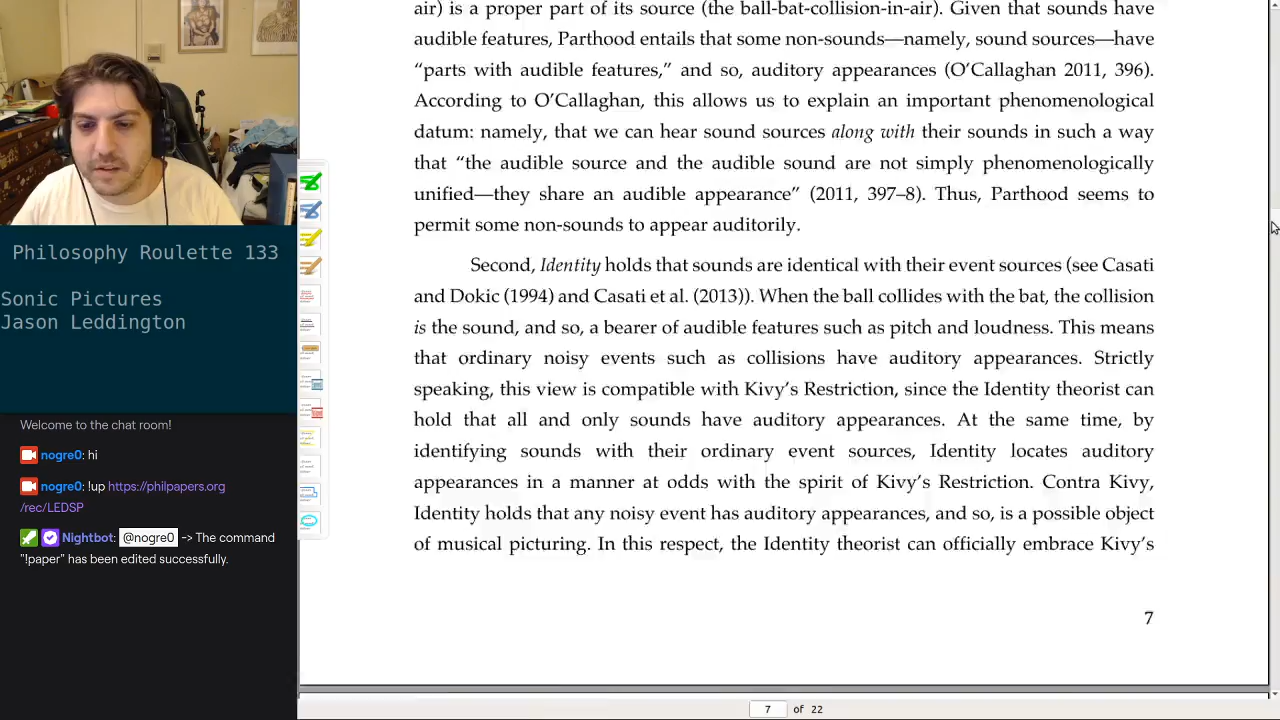 air) is a proper part of its source (the ball-bat-collision-in-air). Given that sounds have
audible features, Parthood entails that some non-sounds—namely, sound sources—have
“parts with audible features,” and so, auditory appearances (O’Callaghan 2011, 396).
According to O’Callaghan, this allows us to explain an important phenomenological
datum: namely, that we can hear sound sources along with their sounds in such a way
that “the audible source and the audible sound are not simply phenomenologically
unified—they share an audible appearance” (2011, 397–8). Thus, Parthood seems to
permit some non-sounds to appear auditorily.
Second, Identity holds that sounds are identical with their event sources (see Casati
and Dokic (1994) and Casati et al. (2013)). When the bat collides with the ball, the collision
is the sound, and it can bear its audible features, such as pitch and loudness. This means
that ordinary noisy events such as collisions have auditory appearances. Strictly
speaking, this view is compatible with Kivy’s Restriction, since the Identity theorist can
hold that all and only sounds have auditory appearances. At the same time, by
identifying sounds with their ordinary event sources, Identity locates auditory
appearances in a manner at odds with the spirit of Kivy’s Restriction. Contra Kivy,
Identity holds that any noisy event has auditory appearances, and so, is a possible object
of musical picturing. In this respect, the Identity theorist can officially embrace Kivy’s
7
Philosophy Roulette 133
Sonic Pictures
Jason Leddington
Welcome to the chat room!
nogre0: hi
nogre0: !up https://philpapers.org
/rec/LEDSP
Nightbot: @nogre0 -> The command
"!paper" has been edited successfully.
7 of 22